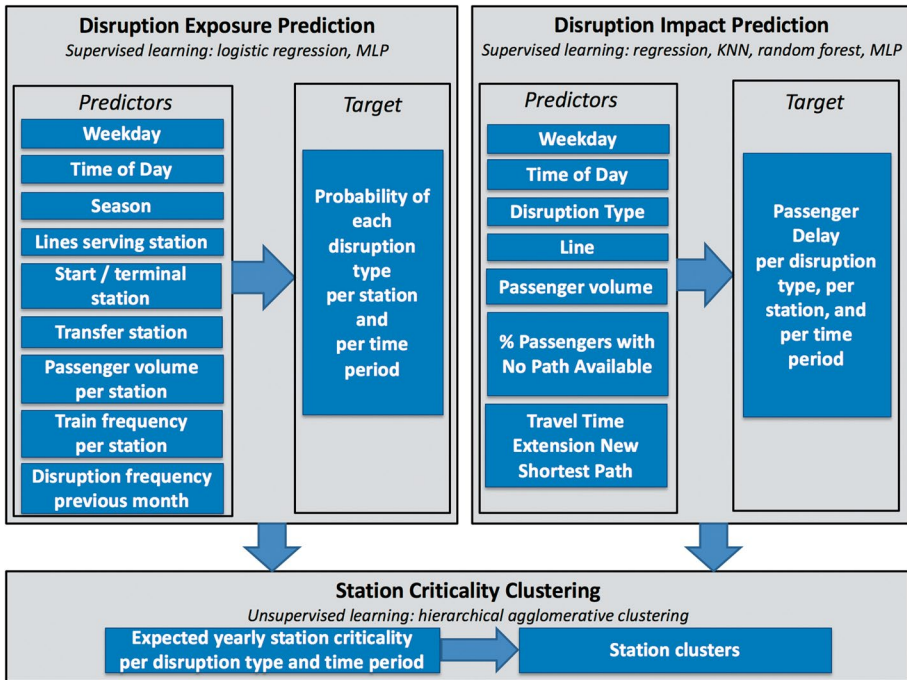 Disruption Exposure Prediction
Supervised learning: logistic regression, MLP
Predictors
Weekday
Time of Day
Season
Lines serving station
Start / terminal
station
Transfer station
Passenger volume
per station
Train frequency
per station
Disruption frequency
previous month
Target
Probability of
each
disruption
type
per station
and
per time
period
Disruption Impact Prediction
Supervised learning: regression, KNN, random forest, MLP
Predictors
Weekday
Time of Day
Disruption Type
Line
Passenger volume
% Passengers with
No Path Available
Travel Time
Extension New
Shortest Path
Target
Passenger
Delay
per disruption
type, per
station, and
per time
period
Station Criticality Clustering
Unsupervised learning: hierarchical agglomerative clustering
Expected yearly station criticality
per disruption type and time period
Station clusters